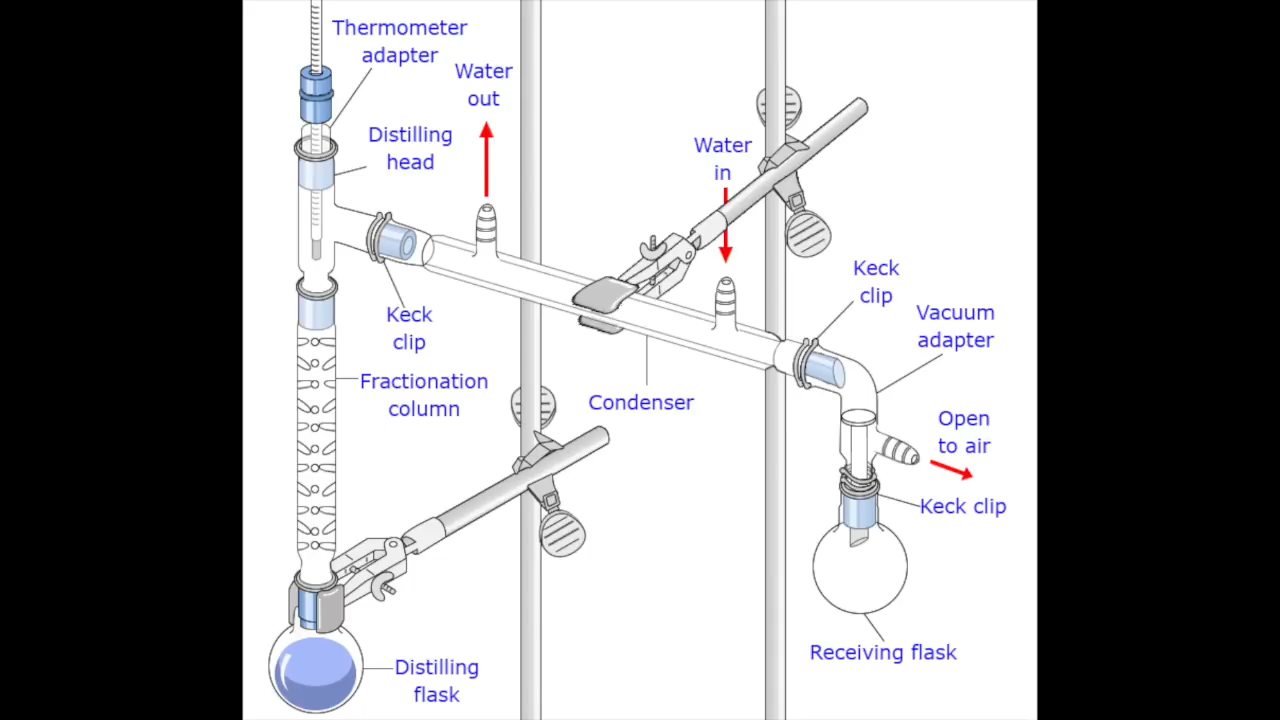 Thermometer
adapter
Water
out
Distilling
head
Water
in
Keck
clip
Keck
clip
Vacuum
adapter
Fractionation
column
Condenser
Open
to air
Keck clip
Receiving flask
Distilling
flask